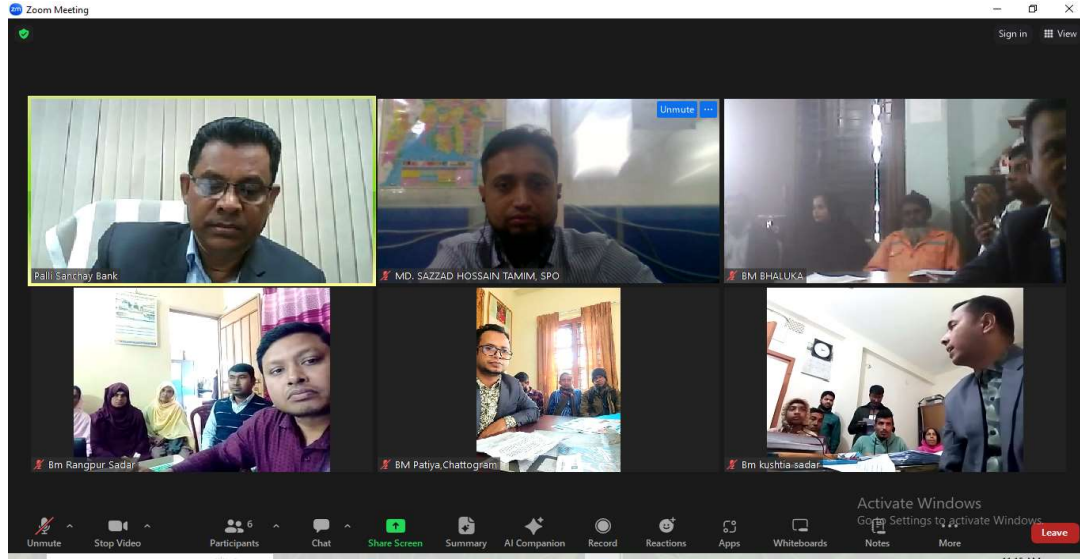 zm Zoom Meeting
Sign in View
Unmute ...
Palli Sanchay Bank
MD. SAZZAD HOSSAIN TAMIM, SPO
BM BHALUKA
Bm Rangpur Sadar
BM Patiya,Chattogram
Bm kushtia sadar
Activate Windows
Go to Settings to activate Windows.
6
Unmute Stop Video Participants Chat Share Screen Summary AI Companion Record Reactions Apps Whiteboards Notes More Leave